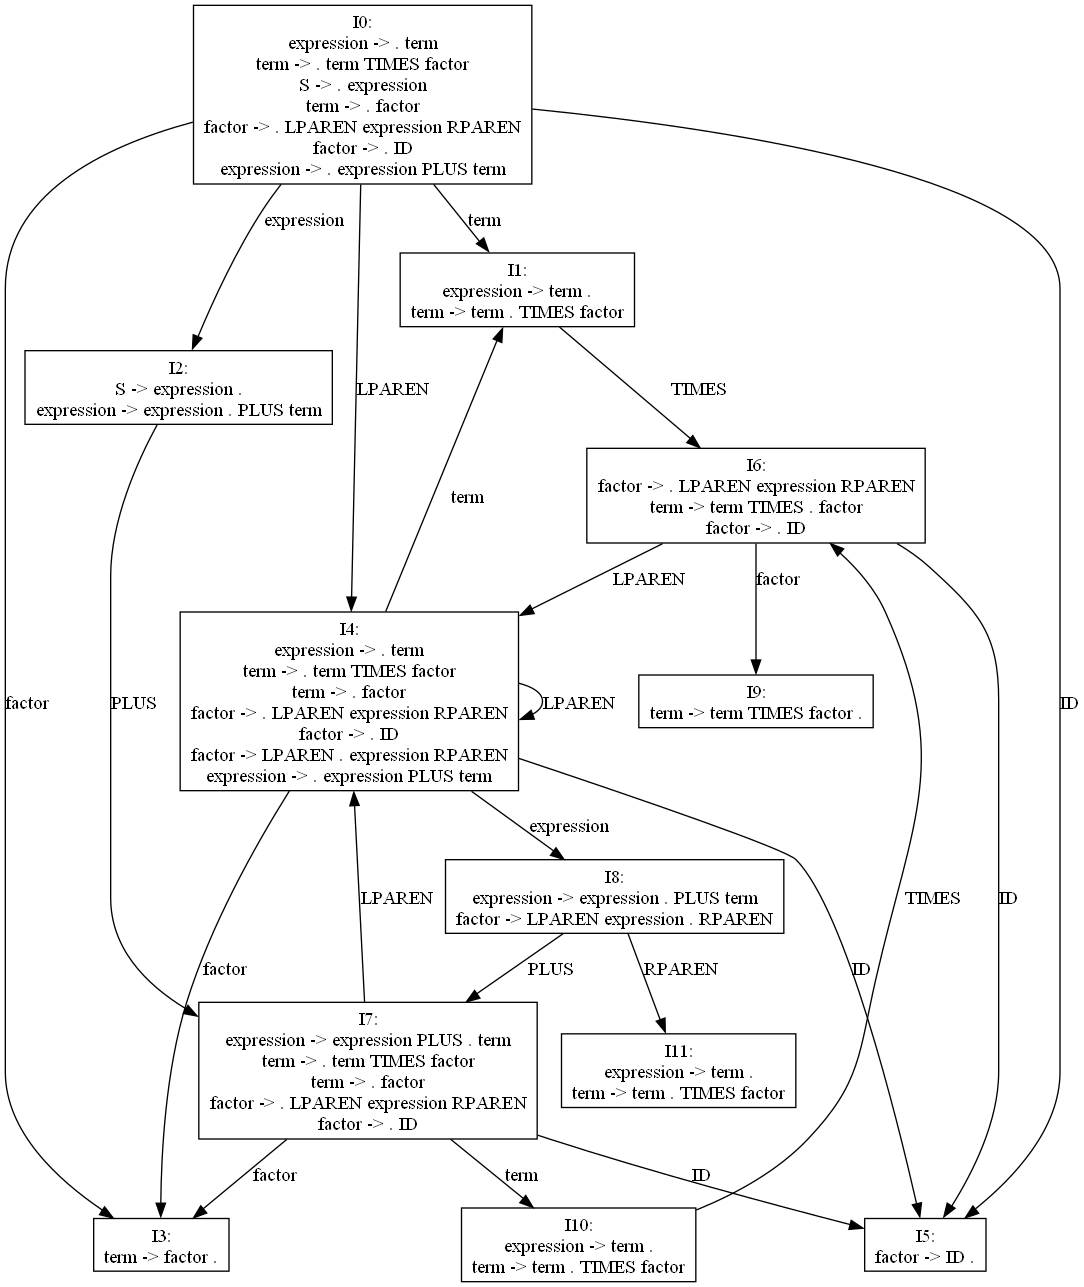 I0:
expression -> . term
term -> . term TIMES factor
S -> . expression
term -> . factor
factor -> . LPAREN expression RPAREN
factor -> . ID
expression -> . expression PLUS term
expression
term
I1:
expression -> term .
term -> term . TIMES factor
I2:
S -> expression .
expression -> expression . PLUS term
LPAREN
TIMES
term
I6:
factor -> . LPAREN expression RPAREN
term -> term TIMES . factor
factor -> . ID
LPAREN
factor
I4:
expression -> . term
term -> . term TIMES factor
term -> . factor
factor -> . LPAREN expression RPAREN
factor -> . ID
factor -> LPAREN . expression RPAREN
expression -> . expression PLUS term
factor
PLUS
LPAREN
I9:
term -> term TIMES factor .
ID
expression
I8:
expression -> expression . PLUS term
factor -> LPAREN expression . RPAREN
LPAREN
TIMES
ID
factor
PLUS
RPAREN
ID
I7:
expression -> expression PLUS . term
term -> . term TIMES factor
term -> . factor
factor -> . LPAREN expression RPAREN
factor -> . ID
I11:
expression -> term .
term -> term . TIMES factor
factor
term
ID
I3:
term -> factor .
I10:
expression -> term .
term -> term . TIMES factor
I5:
factor -> ID .